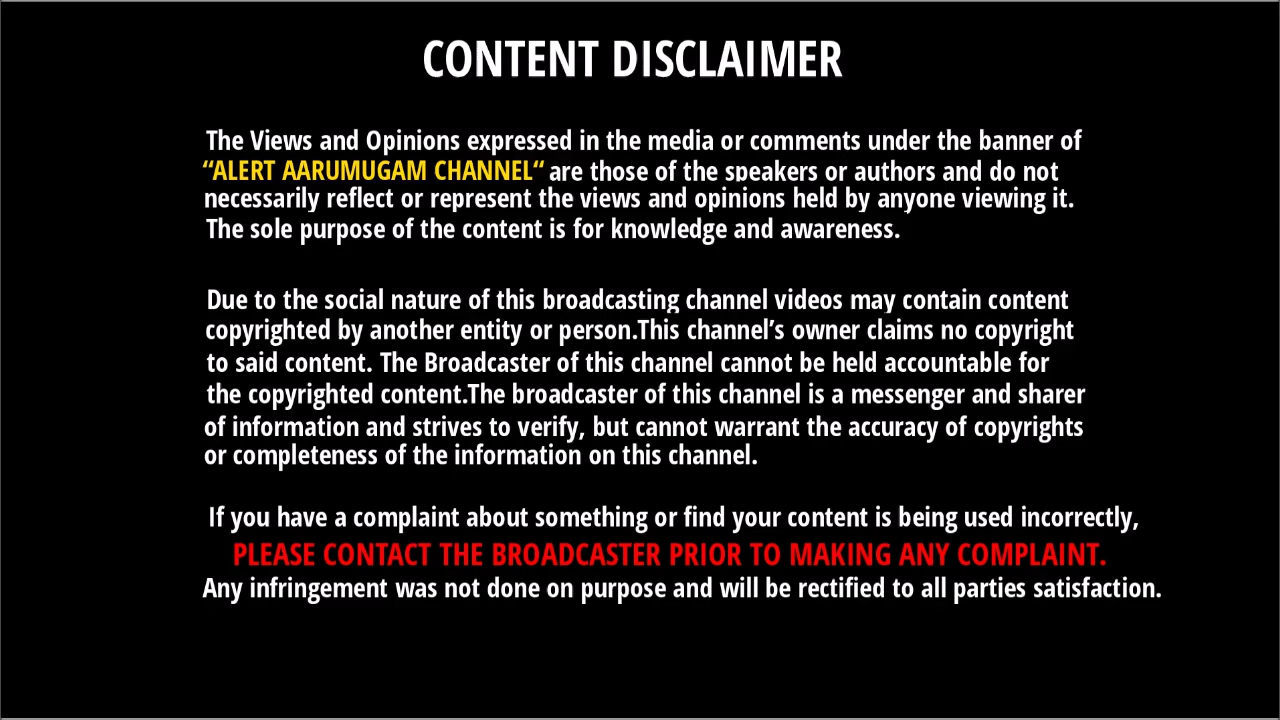 CONTENT DISCLAIMER
The Views and Opinions expressed in the media or comments under the banner of
“ALERT AARUMUGAM CHANNEL“ are those of the speakers or authors and do not
necessarily reflect or represent the views and opinions held by anyone viewing it.
The sole purpose of the content is for knowledge and awareness.
Due to the social nature of this broadcasting channel videos may contain content
copyrighted by another entity or person.This channel’s owner claims no copyright
to said content. The Broadcaster of this channel cannot be held accountable for
the copyrighted content.The broadcaster of this channel is a messenger and sharer
of information and strives to verify, but cannot warrant the accuracy of copyrights
or completeness of the information on this channel.
If you have a complaint about something or find your content is being used incorrectly,
PLEASE CONTACT THE BROADCASTER PRIOR TO MAKING ANY COMPLAINT.
Any infringement was not done on purpose and will be rectified to all parties satisfaction.